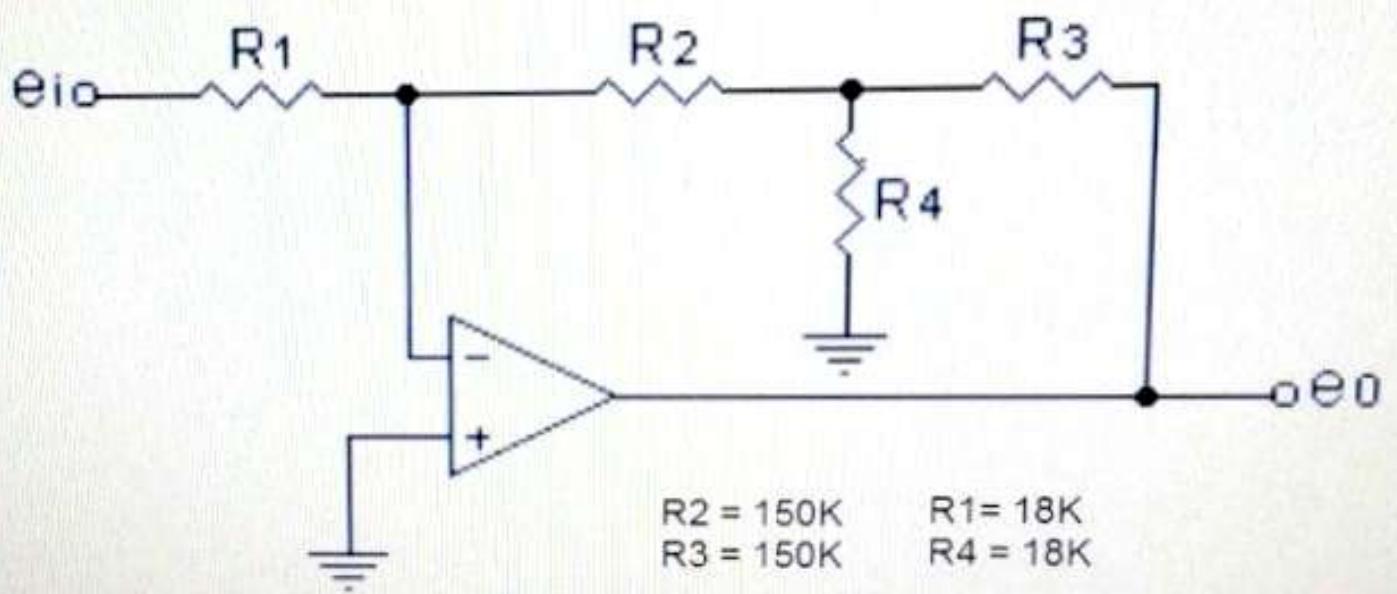 R1
R2
R3
ei
R4
-
+
e0
R2 = 150K R1= 18K
R3 = 150K R4 = 18K